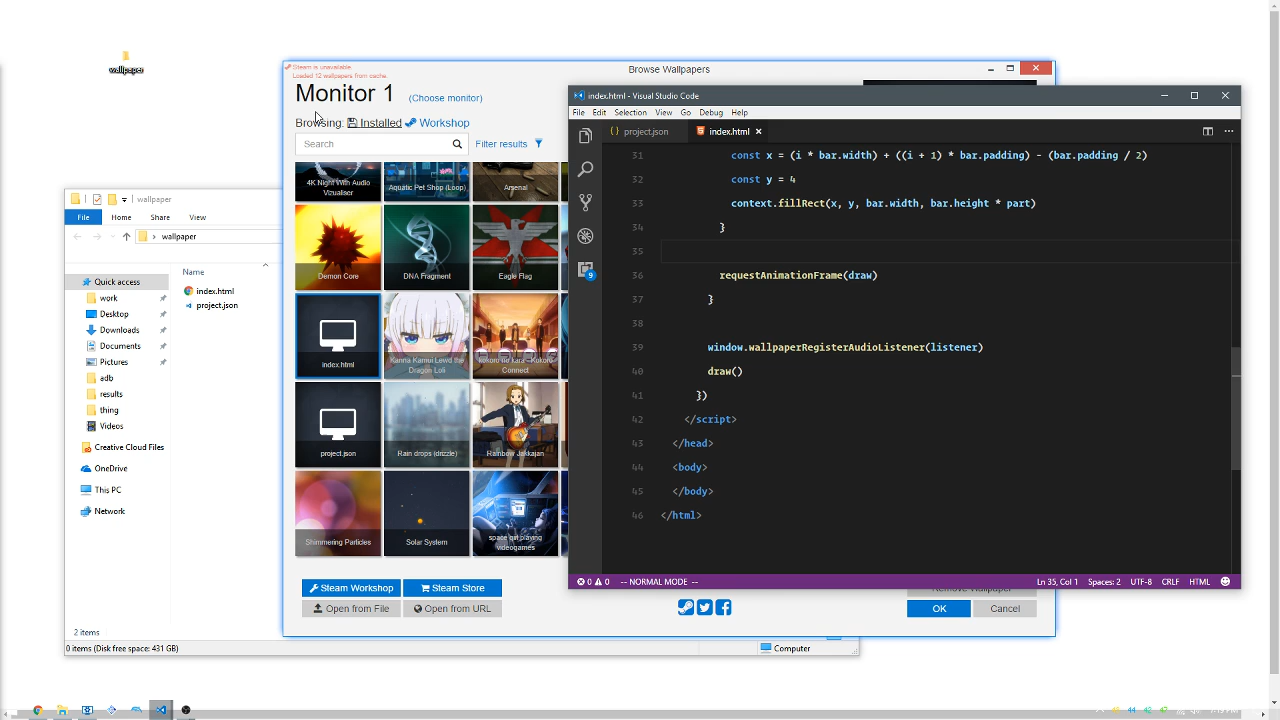 wallpaper
Steam is unavailable.
Loaded 12 wallpapers from cache.
Browse Wallpapers
Monitor 1
(Choose monitor)
Browsing: Installed Workshop
Search
Filter results
4K Night With Audio Vizualiser
Aquatic Pet Shop (Loop)
Arsenal
Demon Core
DNA Fragment
Eagle Flag
index.html
Kanna Kamui Lewd the Dragon Loli
kokoro no kara - Kokoro Connect
project.json
Rain drops (drizzle)
Rainbow Jakkajan
Shimmering Particles
Solar System
space girl playing videogames
Steam Workshop
Steam Store
Open from File
Open from URL
Remove Wallpaper
OK
Cancel
wallpaper
File
Home
Share
View
wallpaper
Name
Quick access
work
Desktop
Downloads
Documents
Pictures
adb
results
thing
Videos
Creative Cloud Files
OneDrive
This PC
Network
index.html
project.json
2 items
0 items (Disk free space: 431 GB)
Computer
index.html - Visual Studio Code
File Edit Selection View Go Debug Help
project.json
index.html
9
31 const x = (i * bar.width) + ((i + 1) * bar.padding) - (bar.padding / 2)
32 const y = 4
33 context.fillRect(x, y, bar.width, bar.height * part)
34 }
35
36 requestAnimationFrame(draw)
37 }
38
39 window.wallpaperRegisterAudioListener(listener)
40 draw()
41 })
42 </script>
43 </head>
44 <body>
45 </body>
46 </html>
0 0 -- NORMAL MODE --
Ln 35, Col 1 Spaces: 2 UTF-8 CRLF HTML